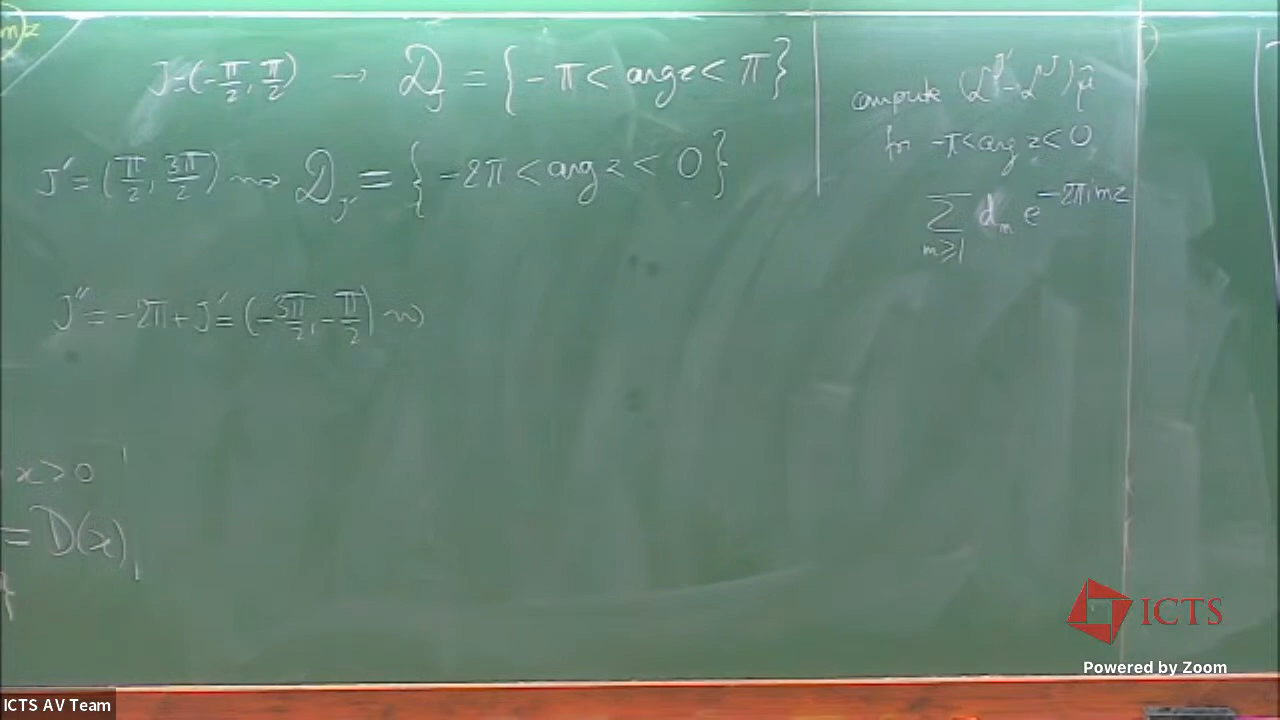 J = (-π/2, π/2) → 𝒟_J = {-π < arg z < π}
J' = (π/2, 3π/2) ⇝ 𝒟_J' = {-2π < arg z < 0}
J'' = -2π + J' = (-3π/2, -π/2) ⇝
x > 0
= D(x)
compute (ℒ^J' - ℒ^J) μ̂
for -π < arg z < 0
∑_{m≥1} d_m e^{-2πimz}
ICTS
Powered by Zoom
ICTS AV Team